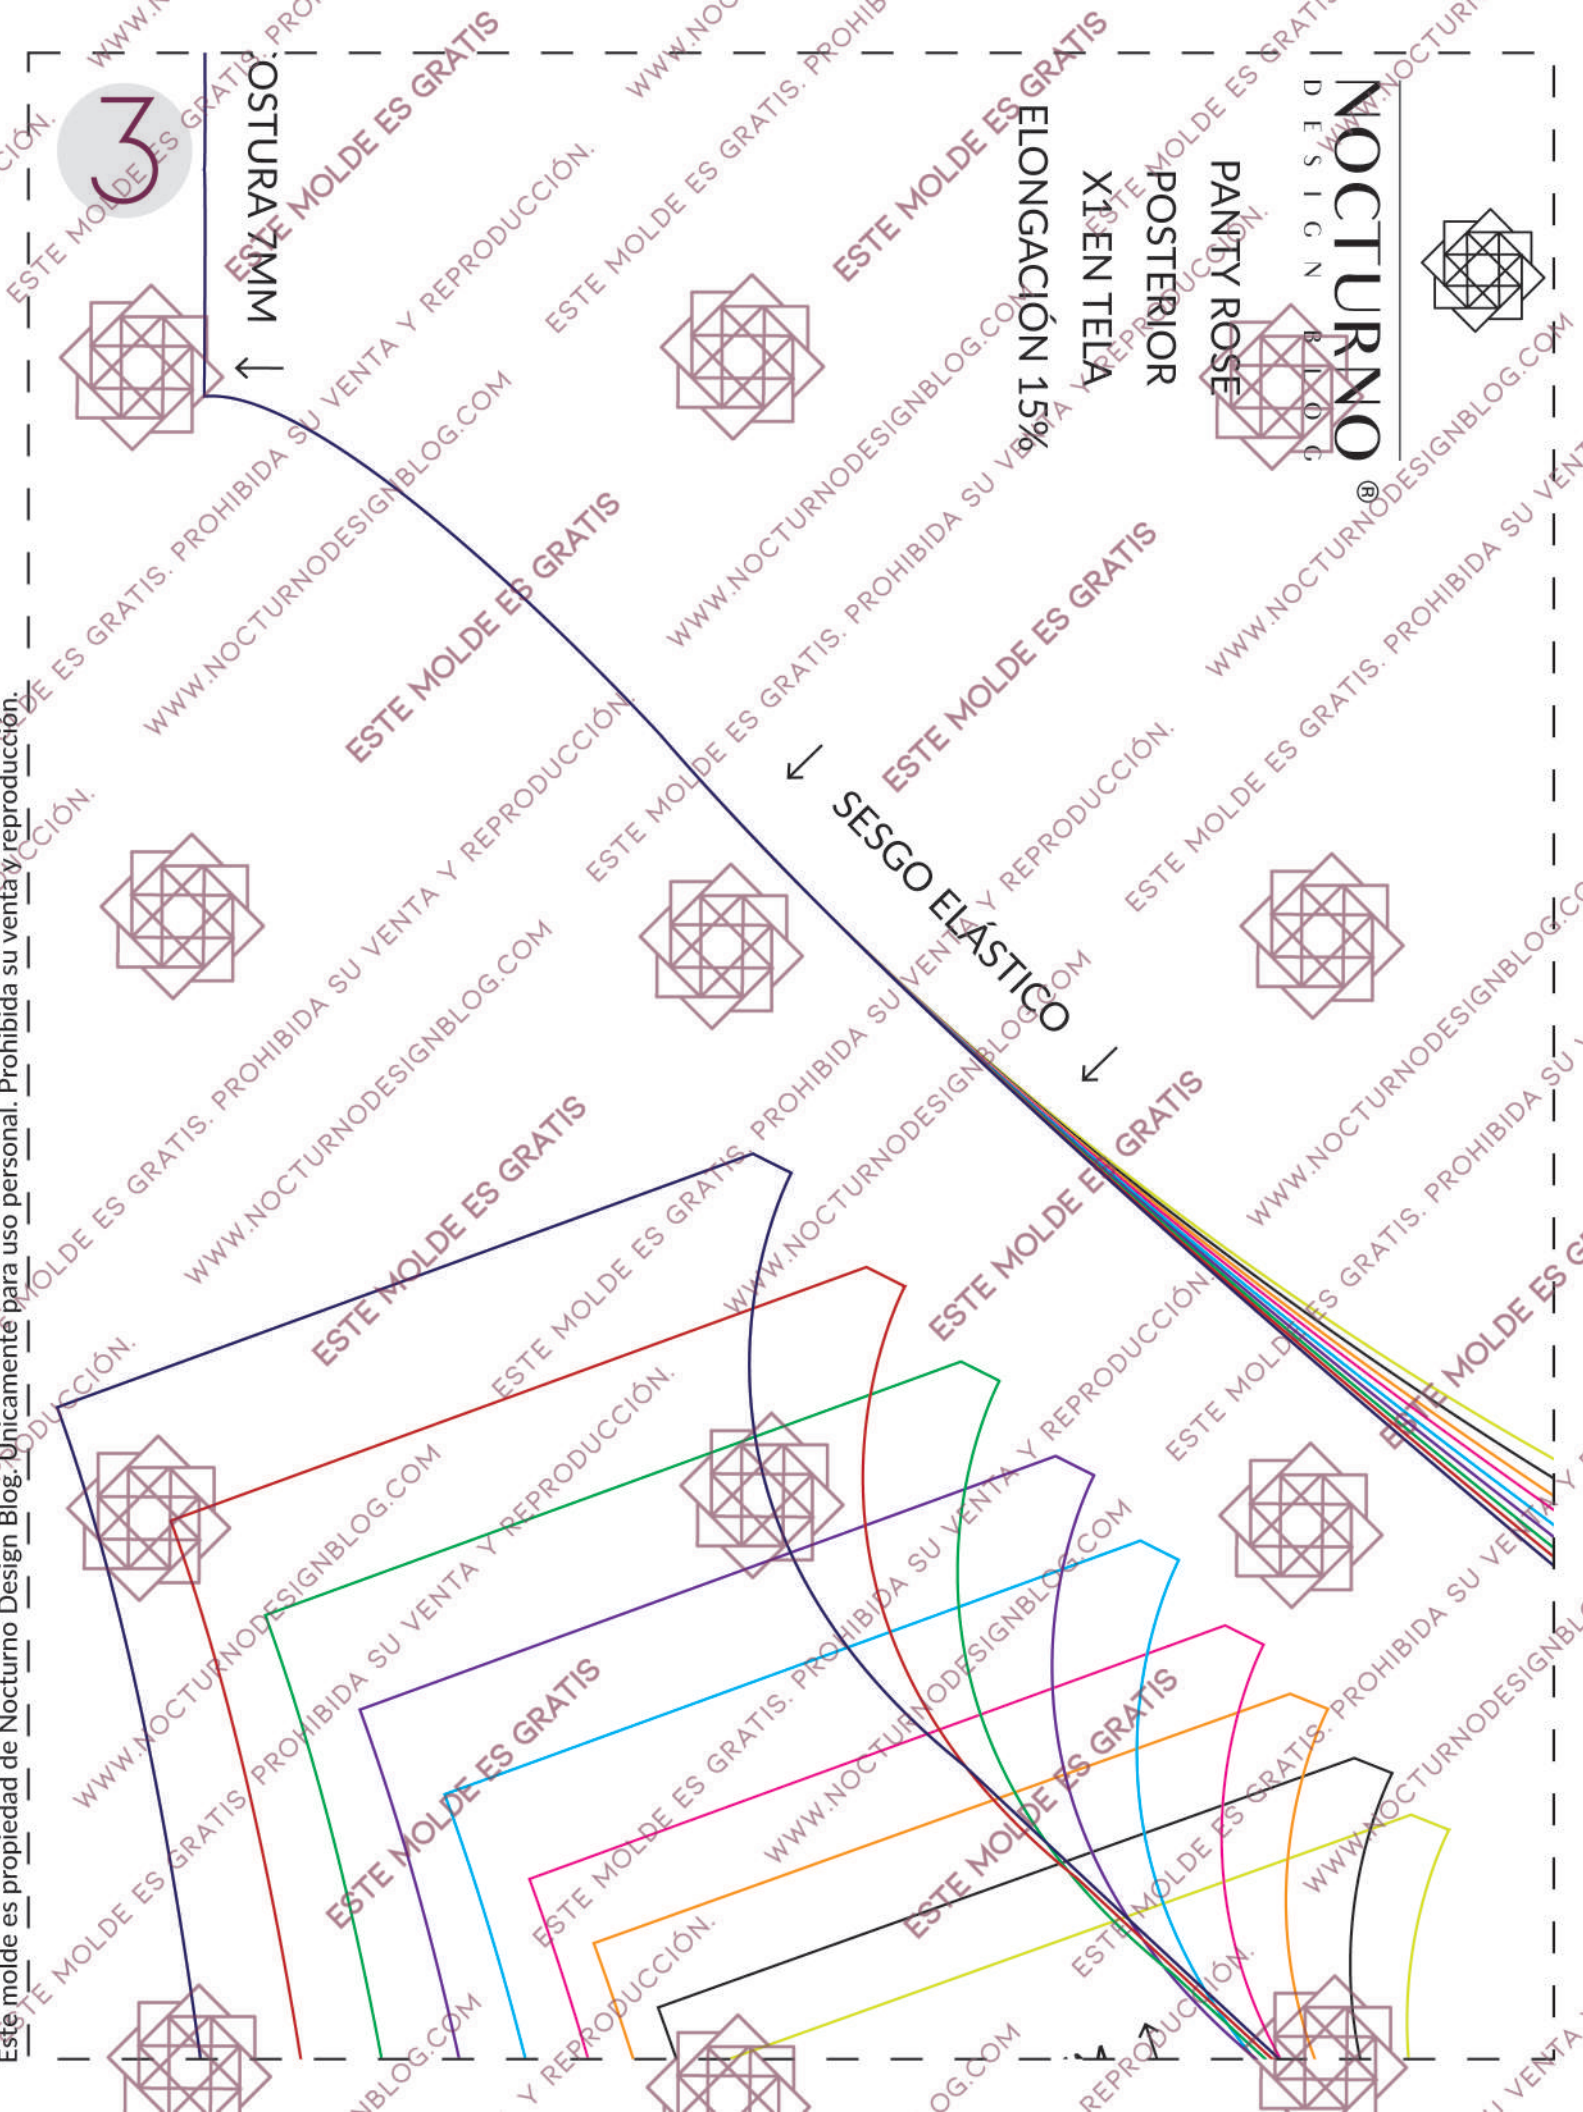 3
COSTURA 7MM
NOCTURNO ®
DESIGN BLOG
PANTY ROSE
POSTERIOR
X1 EN TELA
ELONGACIÓN 15%
SESGO ELÁSTICO
Este molde es propiedad de Nocturno Design Blog. Únicamente para uso personal. Prohibida su venta y reproducción.
ESTE MOLDE ES GRATIS
ESTE MOLDE ES GRATIS. PROHIBIDA SU VENTA Y REPRODUCCIÓN.
WWW.NOCTURNODESIGNBLOG.COM